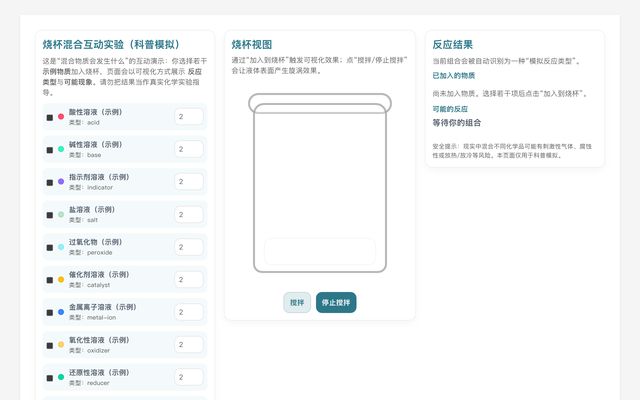 烧杯混合互动实验（科普模拟）
这是“混合物质会发生什么”的互动演示：你选择若干
示例物质加入烧杯，页面会以可视化方式展示 反应
类型与可能现象。请勿把结果当作真实化学实验指
导。
酸性溶液（示例）
类型：acid
2
碱性溶液（示例）
类型：base
2
指示剂溶液（示例）
类型：indicator
2
盐溶液（示例）
类型：salt
2
过氧化物（示例）
类型：peroxide
2
催化剂溶液（示例）
类型：catalyst
2
金属离子溶液（示例）
类型：metal-ion
2
氧化性溶液（示例）
类型：oxidizer
2
还原性溶液（示例）
类型：reducer
2
烧杯视图
通过“加入到烧杯”触发可视化效果：点“搅拌/停止搅拌”
会让液体表面产生旋涡效果。
搅拌
停止搅拌
反应结果
当前组合会被自动识别为一种“模拟反应类型”。
已加入的物质
尚未加入物质。选择若干项后点击“加入到烧杯”。
可能的反应
等待你的组合
安全提示：现实中混合不同化学品可能有刺激性气体、腐蚀
性或放热/放冷等风险。本页面仅用于科普模拟。